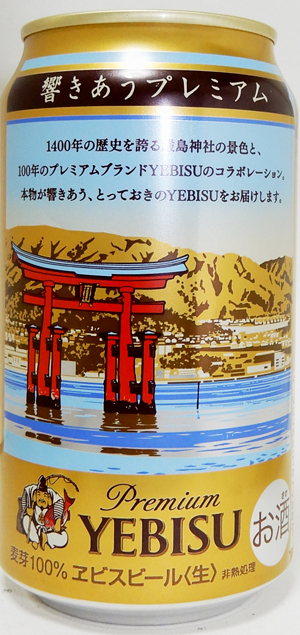 響きあうプレミアム
1400年の歴史を誇る嚴島神社の景色と、
100年のプレミアムブランドYEBISUのコラボレーション。
本物が響きあう、とっておきのYEBISUをお届けします。
Premium
YEBISU
麦芽100% ヱビスビール〈生〉 非熱処理
お酒